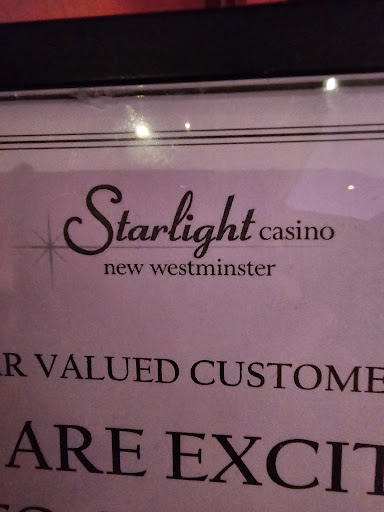 Starlight casino
new westminster
R VALUED CUSTOME
ARE EXCIT